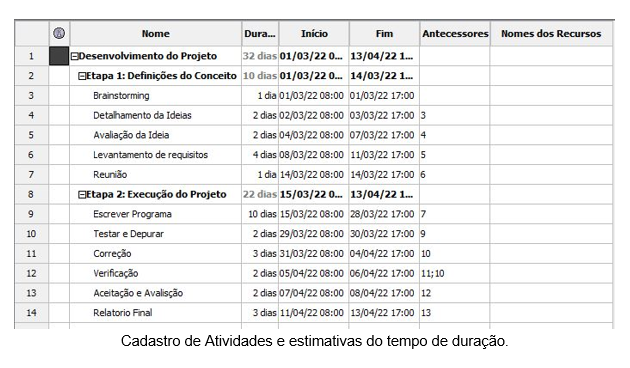 Nome Dura... Início Fim Antecessores Nomes dos Recursos
1 Desenvolvimento do Projeto 32 dias 01/03/22 0... 13/04/22 1...
2 Etapa 1: Definições do Conceito 10 dias 01/03/22 0... 14/03/22 1...
3 Brainstorming 1 dia 01/03/22 08:00 01/03/22 17:00
4 Detalhamento da Ideias 2 dias 02/03/22 08:00 03/03/22 17:00 3
5 Avaliação da Ideia 2 dias 04/03/22 08:00 07/03/22 17:00 4
6 Levantamento de requisitos 4 dias 08/03/22 08:00 11/03/22 17:00 5
7 Reunião 1 dia 14/03/22 08:00 14/03/22 17:00 6
8 Etapa 2: Execução do Projeto 22 dias 15/03/22 0... 13/04/22 1...
9 Escrever Programa 10 dias 15/03/22 08:00 28/03/22 17:00 7
10 Testar e Depurar 2 dias 29/03/22 08:00 30/03/22 17:00 9
11 Correção 3 dias 31/03/22 08:00 04/04/22 17:00 10
12 Verificação 2 dias 05/04/22 08:00 06/04/22 17:00 11;10
13 Aceitação e Avalisção 2 dias 07/04/22 08:00 08/04/22 17:00 12
14 Relatorio Final 3 dias 11/04/22 08:00 13/04/22 17:00 13
Cadastro de Atividades e estimativas do tempo de duração.